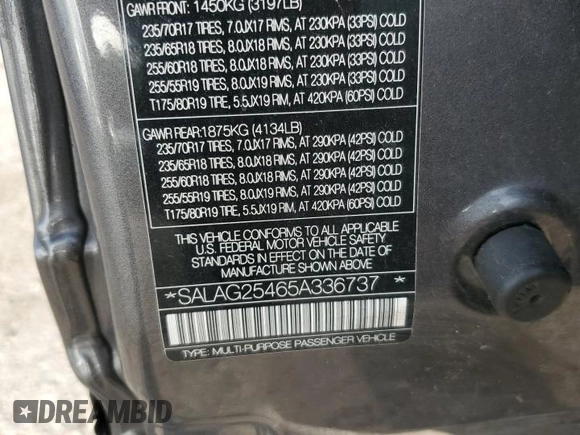 GAWR FRONT: 1450KG (3197LB)
235/70R17 TIRES, 7.0JX17 RIMS, AT 230KPA (33PSI) COLD
235/65R18 TIRES, 8.0JX18 RIMS, AT 230KPA (33PSI) COLD
255/60R18 TIRES, 8.0JX18 RIMS, AT 230KPA (33PSI) COLD
255/55R19 TIRES, 8.0JX19 RIMS, AT 230KPA (33PSI) COLD
T175/80R19 TIRE, 5.5JX19 RIM, AT 420KPA (60PSI) COLD
GAWR REAR:1875KG (4134LB)
235/70R17 TIRES, 7.0JX17 RIMS, AT 290KPA (42PSI) COLD
235/65R18 TIRES, 8.0JX18 RIMS, AT 290KPA (42PSI) COLD
255/60R18 TIRES, 8.0JX18 RIMS, AT 290KPA (42PSI) COLD
255/55R19 TIRES, 8.0JX19 RIMS, AT 290KPA (42PSI) COLD
T175/80R19 TIRE, 5.5JX19 RIM, AT 420KPA (60PSI) COLD
THIS VEHICLE CONFORMS TO ALL APPLICABLE
U.S. FEDERAL MOTOR VEHICLE SAFETY
STANDARDS IN EFFECT ON THE DATE OF
MANUFACTURE SHOWN ABOVE.
*SALAG25465A336737*
TYPE: MULTI-PURPOSE PASSENGER VEHICLE
DREAMBID